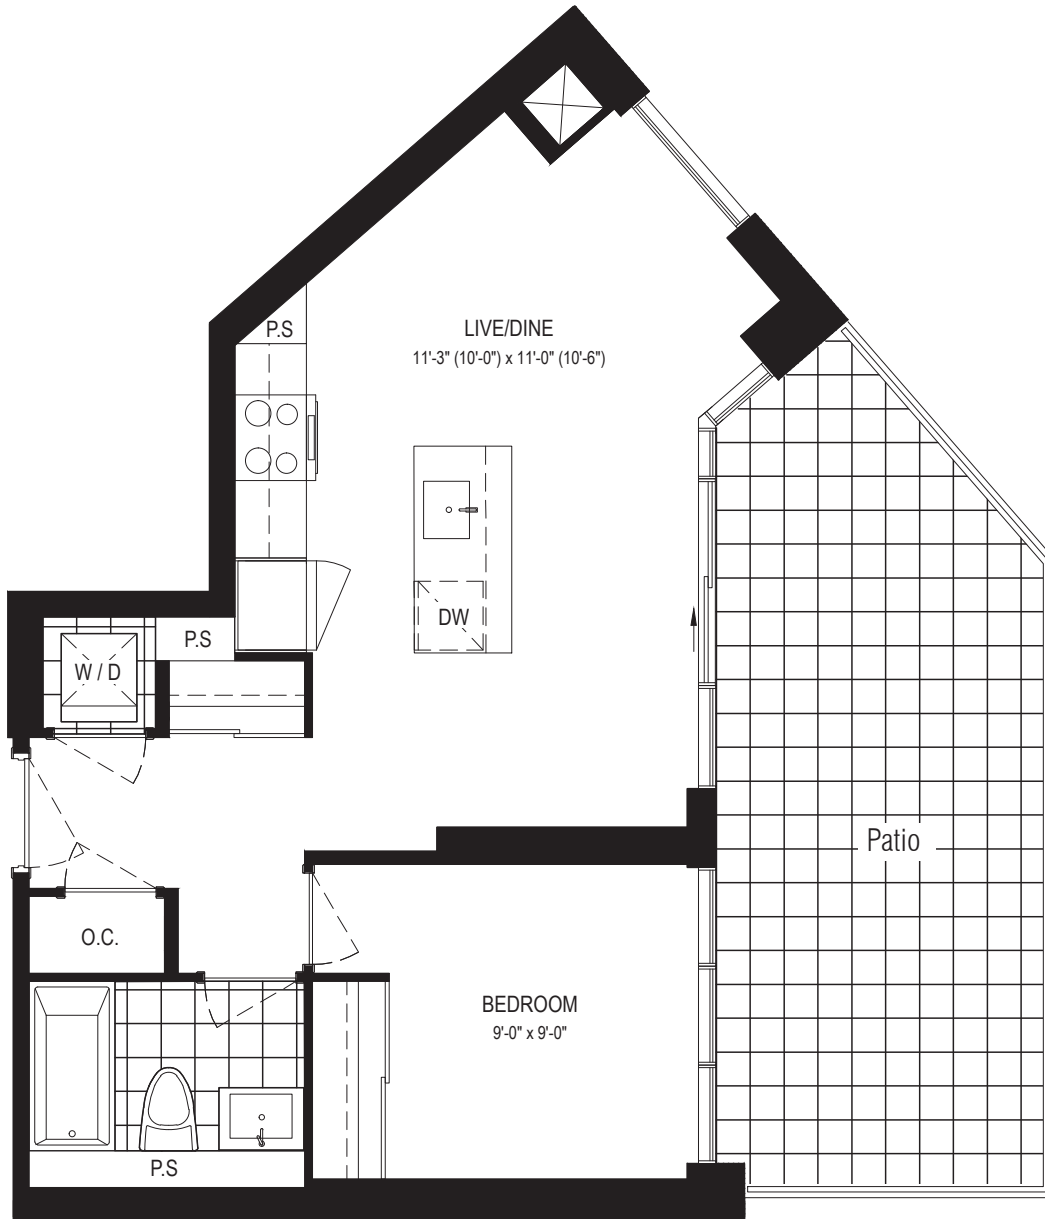 P.S
LIVE/DINE
11'-3" (10'-0") x 11'-0" (10'-6")
DW
P.S
W / D
Patio
O.C.
BEDROOM
9'-0" x 9'-0"
P.S